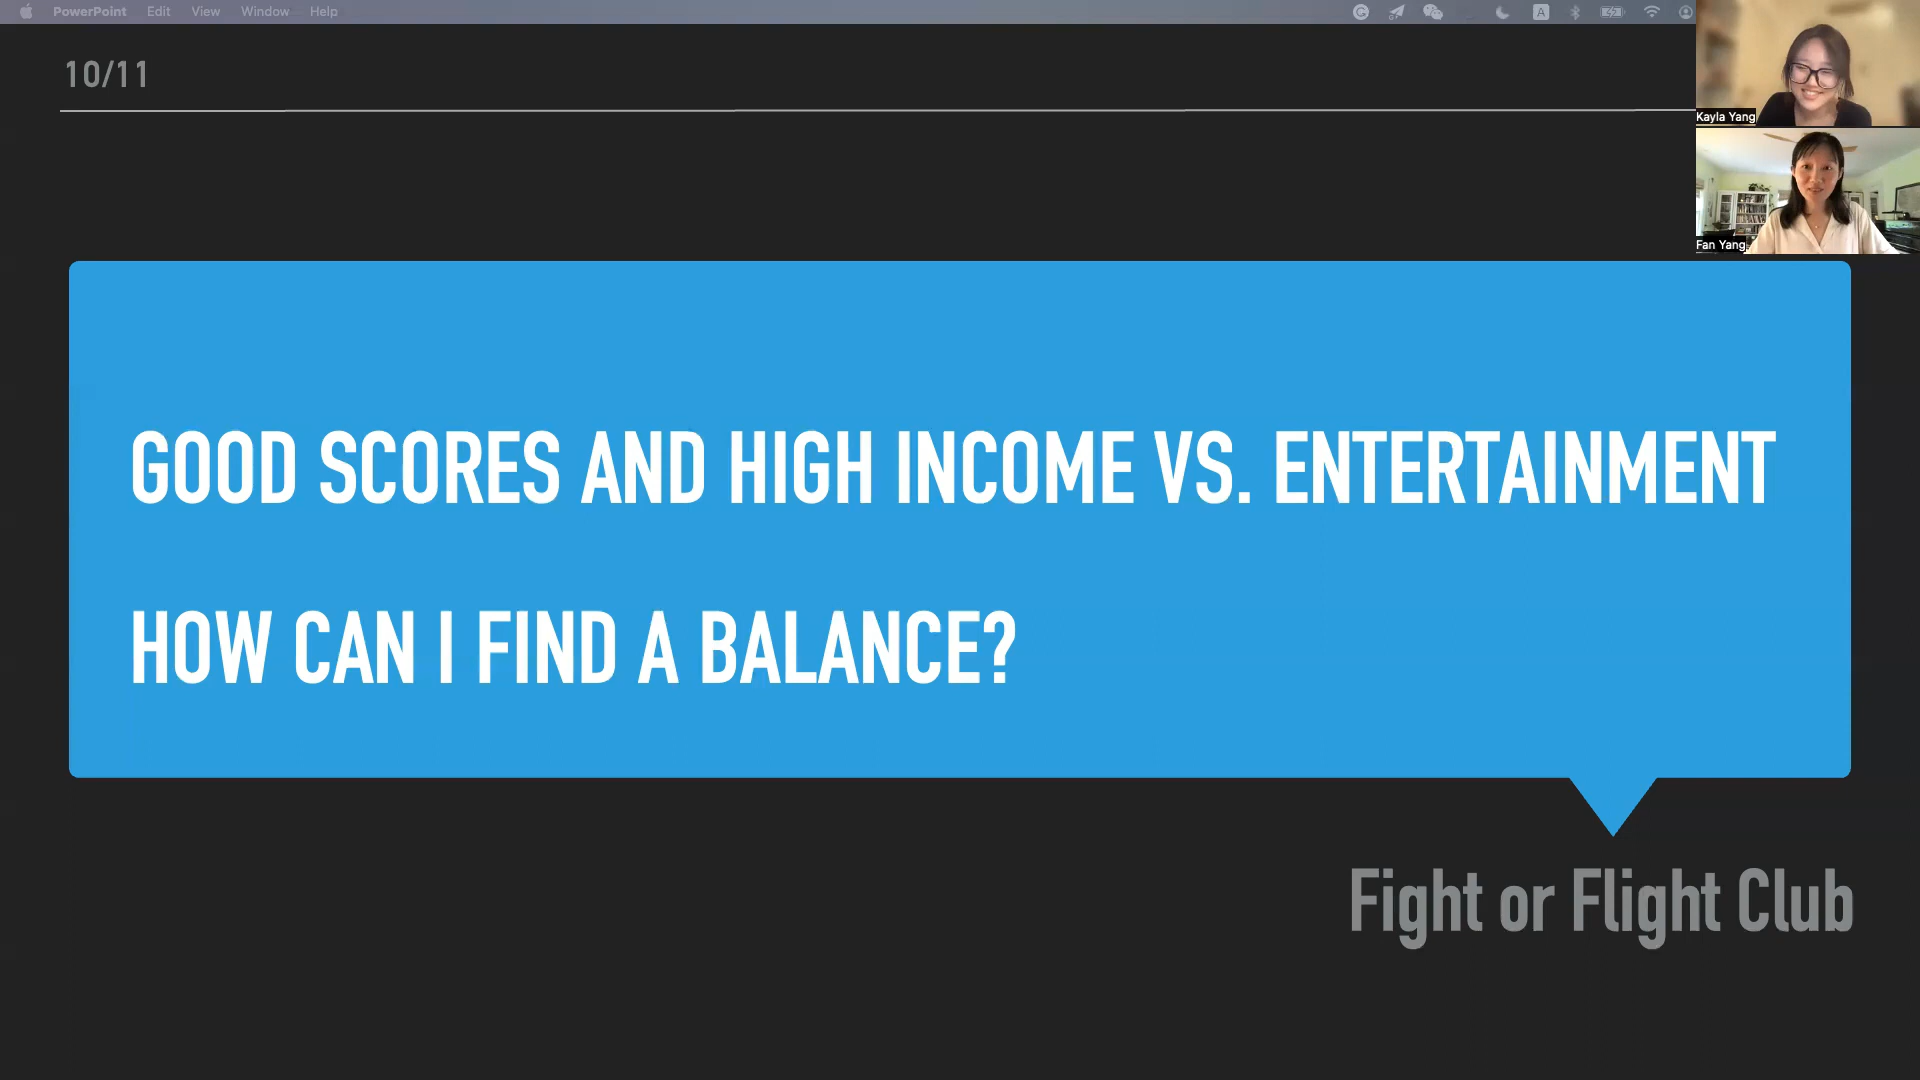 PowerPoint Edit View Window Help
A
10/11
Kayla Yang
Fan Yang
GOOD SCORES AND HIGH INCOME VS. ENTERTAINMENT
HOW CAN I FIND A BALANCE?
Fight or Flight Club